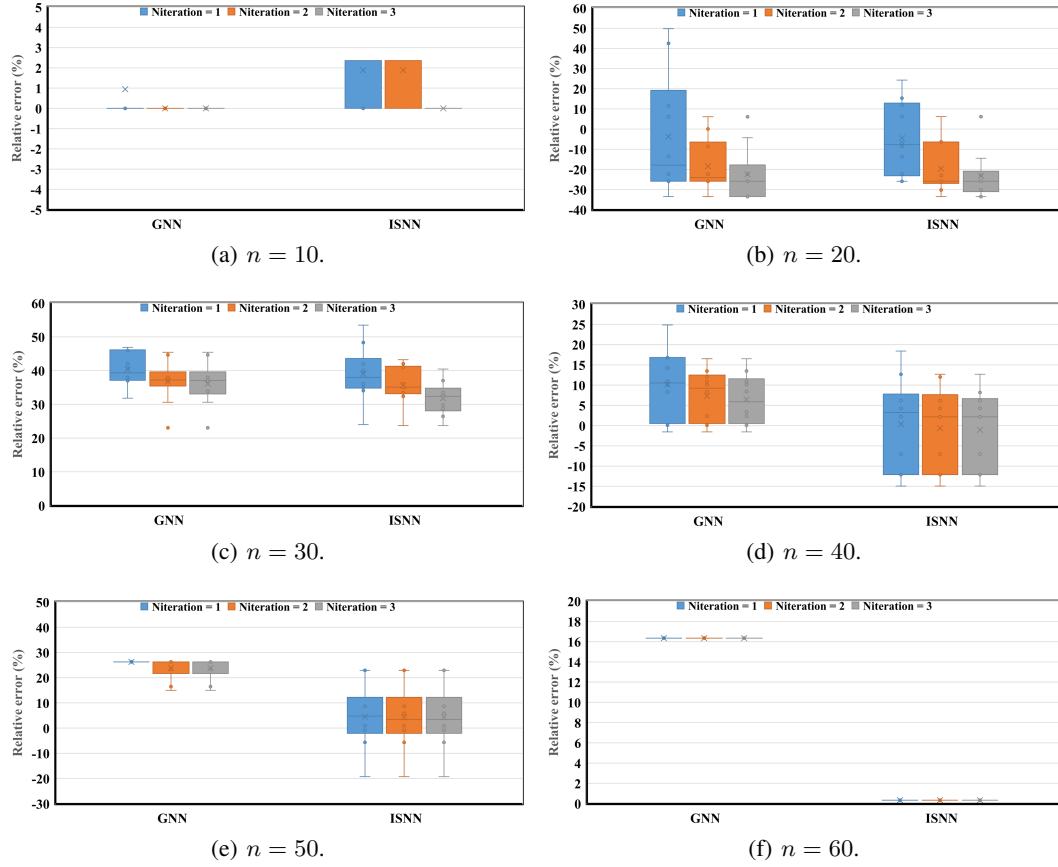 Niteration = 1 Niteration = 2 Niteration = 3
Relative error (%)
5
4
3
2
1
0
-1
-2
-3
-4
-5
GNN ISNN
(a) n = 10.
Niteration = 1 Niteration = 2 Niteration = 3
Relative error (%)
60
50
40
30
20
10
-0
-10
-20
-30
-40
GNN ISNN
(b) n = 20.
Niteration = 1 Niteration = 2 Niteration = 3
Relative error (%)
60
50
40
30
40
10
0
GNN ISNN
(c) n = 30.
Niteration = 1 Niteration = 2 Niteration = 3
Relative error (%)
30
25
20
15
10
5
0
-5
-10
-15
-20
GNN ISNN
(d) n = 40.
Niteration = 1 Niteration = 2 Niteration = 3
Relative error (%)
50
40
30
20
10
0
-10
-20
-30
GNN ISNN
(e) n = 50.
Niteration = 1 Niteration = 2 Niteration = 3
Relative error (%)
20
18
16
14
12
10
8
6
4
2
0
GNN ISNN
(f) n = 60.